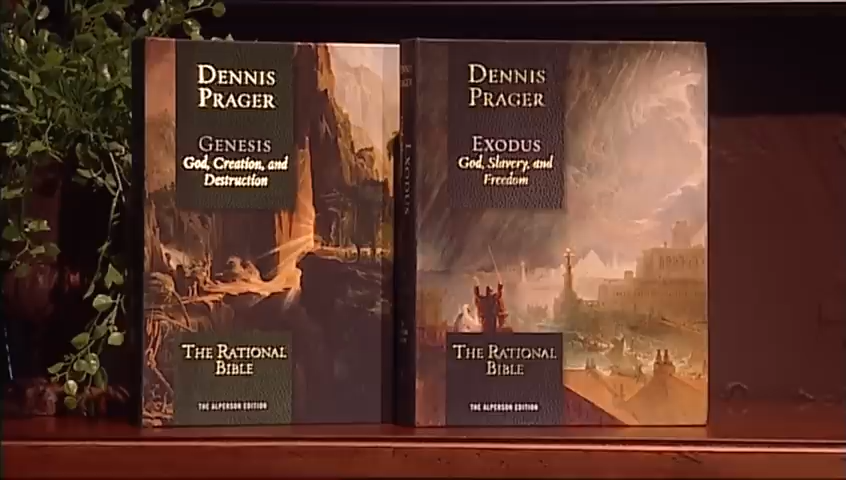 DENNIS
PRAGER
GENESIS
God, Creation, and
Destruction
THE RATIONAL
BIBLE
THE ALPERSON EDITION
EXODUS
DENNIS
PRAGER
EXODUS
God, Slavery, and
Freedom
THE RATIONAL
BIBLE
THE ALPERSON EDITION